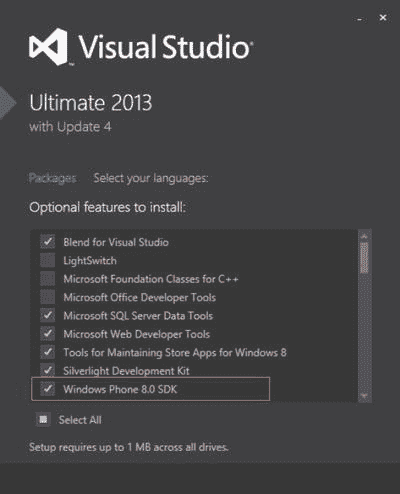 Visual Studio®
Ultimate 2013
with Update 4
Packages Select your languages:
Optional features to install:
Blend for Visual Studio
LightSwitch
Microsoft Foundation Classes for C++
Microsoft Office Developer Tools
Microsoft SQL Server Data Tools
Microsoft Web Developer Tools
Tools for Maintaining Store Apps for Windows 8
Silverlight Development Kit
Windows Phone 8.0 SDK
Select All
Setup requires up to 1 MB across all drives.